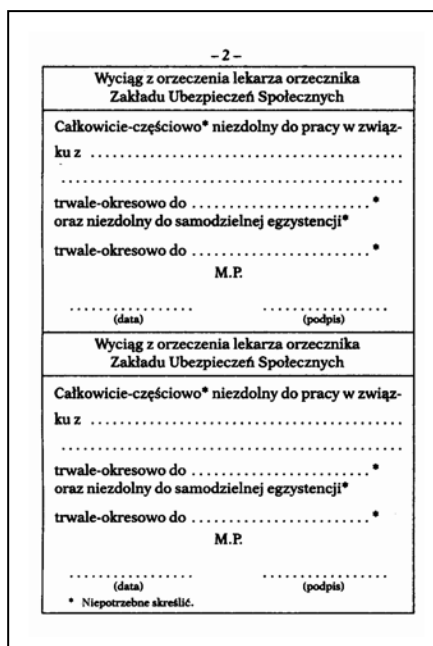 – 2 –
Wyciąg z orzeczenia lekarza orzecznika
Zakładu Ubezpieczeń Społecznych
Całkowicie-częściowo* niezdolny do pracy w związ-
ku z ........................................
............................................
trwale-okresowo do ......................*
oraz niezdolny do samodzielnej egzystencji*
trwale-okresowo do ......................*
M.P.
................ ................
(data) (podpis)
Wyciąg z orzeczenia lekarza orzecznika
Zakładu Ubezpieczeń Społecznych
Całkowicie-częściowo* niezdolny do pracy w związ-
ku z ........................................
............................................
trwale-okresowo do ......................*
oraz niezdolny do samodzielnej egzystencji*
trwale-okresowo do ......................*
M.P.
................ ................
(data) (podpis)
* Niepotrzebne skreślić.